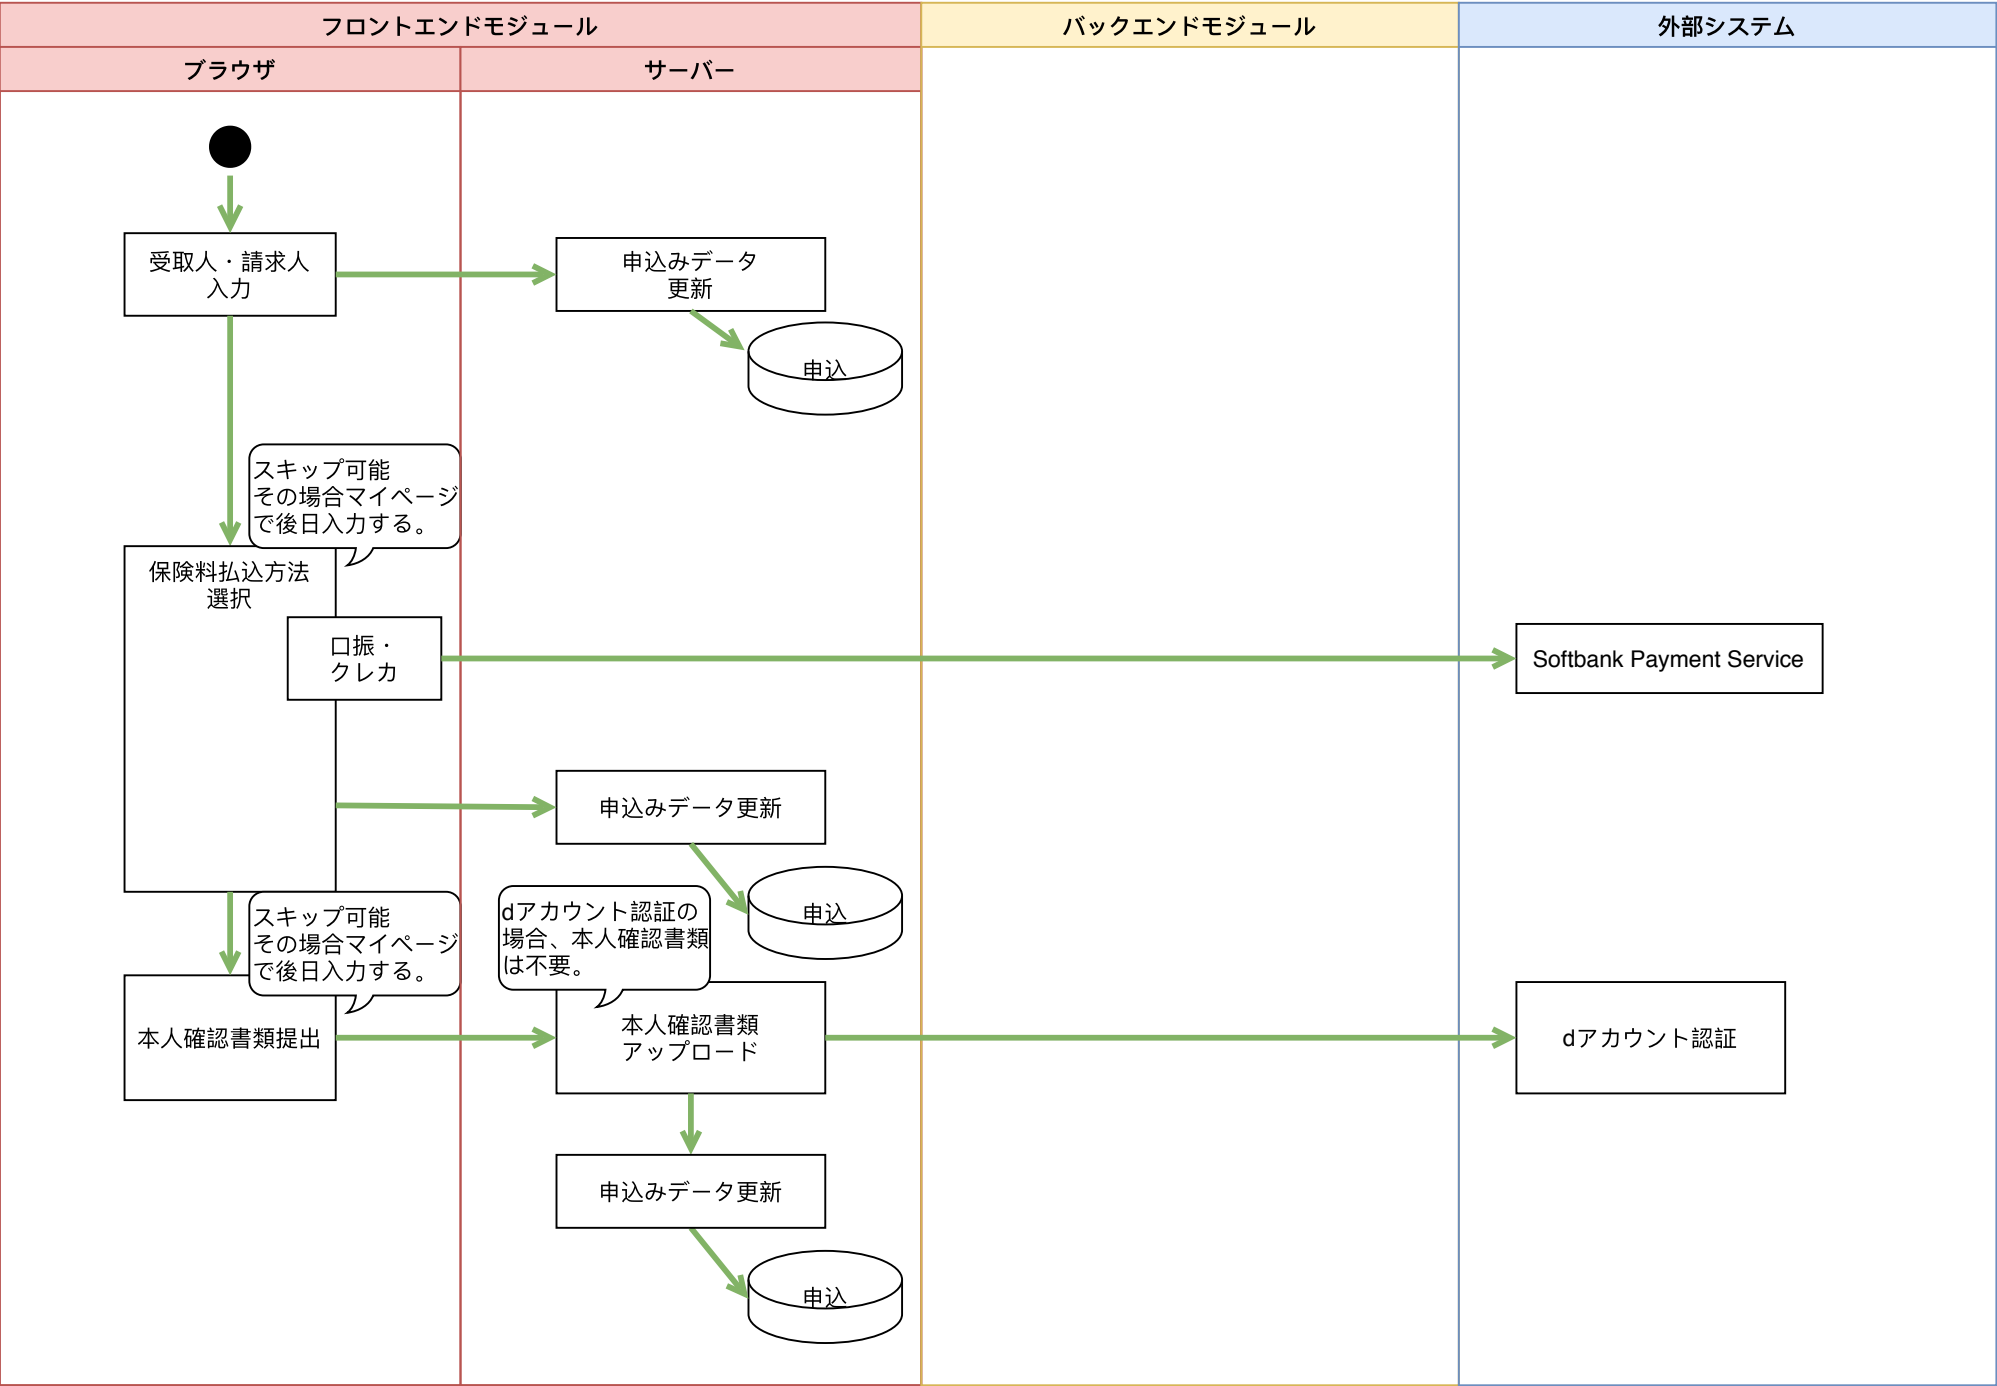 フロントエンドモジュール
バックエンドモジュール
外部システム
ブラウザ
サーバー
受取人・請求人
入力
申込みデータ
更新
申込
スキップ可能
その場合マイページ
で後日入力する。
保険料払込方法
選択
口振・
クレカ
Softbank Payment Service
申込みデータ更新
申込
スキップ可能
その場合マイページ
で後日入力する。
dアカウント認証の
場合、本人確認書類
は不要。
本人確認書類提出
本人確認書類
アップロード
dアカウント認証
申込みデータ更新
申込